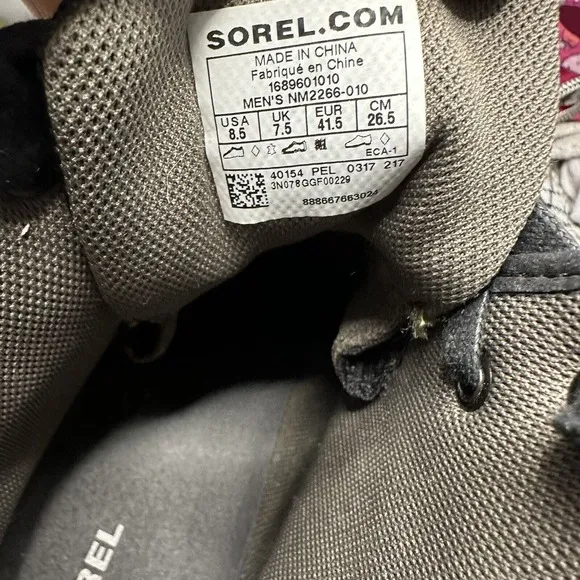 SOREL.COM
MADE IN CHINA
Fabriqué en Chine
1689601010
MEN'S NM2266-010
USA UK EUR CM
8.5 7.5 41.5 26.5
ECA-1
40154 PEL 0317 217
3N078GGF00229
888667663024
REL